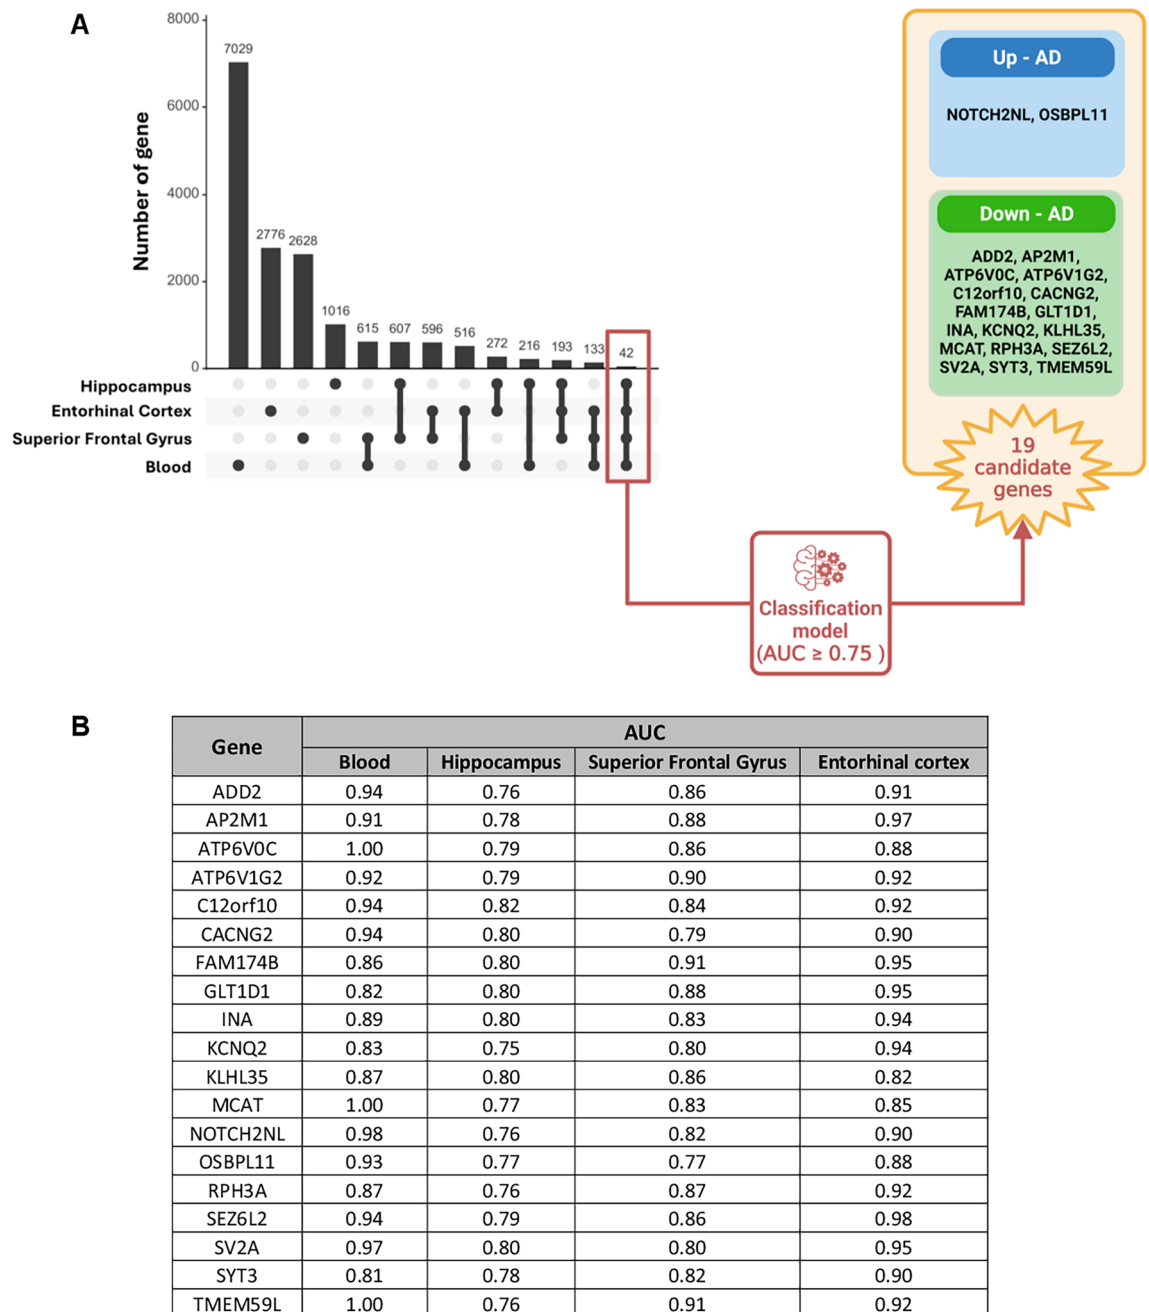 A
Number of gene
8000
6000
4000
2000
0
7029
2776
2628
1016
615
607
596
516
272
216
193
133
42
Hippocampus
Entorhinal Cortex
Superior Frontal Gyrus
Blood
Up - AD
NOTCH2NL, OSBPL11
Down - AD
ADD2, AP2M1,
ATP6V0C, ATP6V1G2,
C12orf10, CACNG2,
FAM174B, GLT1D1,
INA, KCNQ2, KLHL35,
MCAT, RPH3A, SEZ6L2,
SV2A, SYT3, TMEM59L
19
candidate
genes
Classification
model
(AUC ≥ 0.75 )
B
Gene AUC
Blood Hippocampus Superior Frontal Gyrus Entorhinal cortex
ADD2 0.94 0.76 0.86 0.91
AP2M1 0.91 0.78 0.88 0.97
ATP6V0C 1.00 0.79 0.86 0.88
ATP6V1G2 0.92 0.79 0.90 0.92
C12orf10 0.94 0.82 0.84 0.92
CACNG2 0.94 0.80 0.79 0.90
FAM174B 0.86 0.80 0.91 0.95
GLT1D1 0.82 0.80 0.88 0.95
INA 0.89 0.80 0.83 0.94
KCNQ2 0.83 0.75 0.80 0.94
KLHL35 0.87 0.80 0.86 0.82
MCAT 1.00 0.77 0.83 0.85
NOTCH2NL 0.98 0.76 0.82 0.90
OSBPL11 0.93 0.77 0.77 0.88
RPH3A 0.87 0.76 0.87 0.92
SEZ6L2 0.94 0.79 0.86 0.98
SV2A 0.97 0.80 0.80 0.95
SYT3 0.81 0.78 0.82 0.90
TMEM59L 1.00 0.76 0.91 0.92